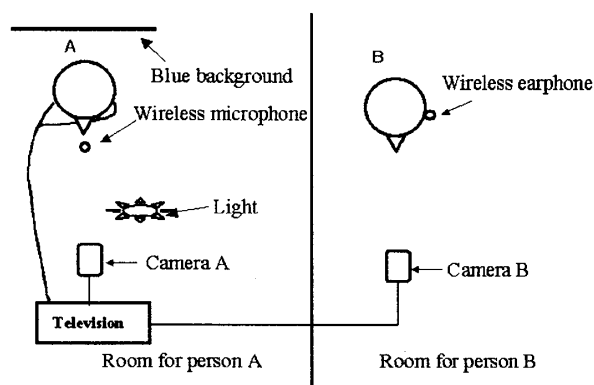 A
Blue background
B
Wireless earphone
Wireless microphone
Light
Camera A
Camera B
Television
Room for person A
Room for person B